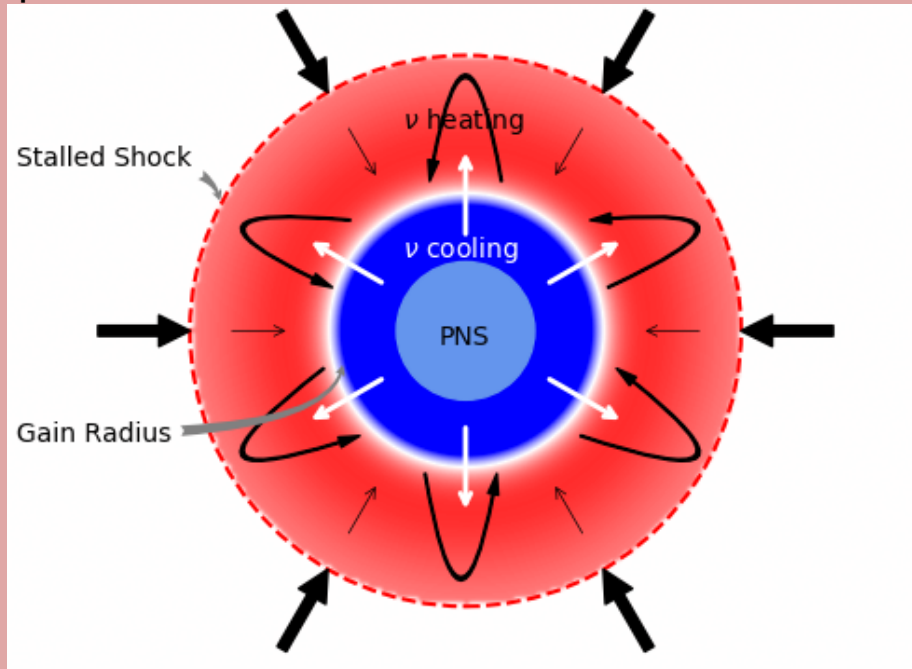 ν heating
Stalled Shock
ν cooling
PNS
Gain Radius